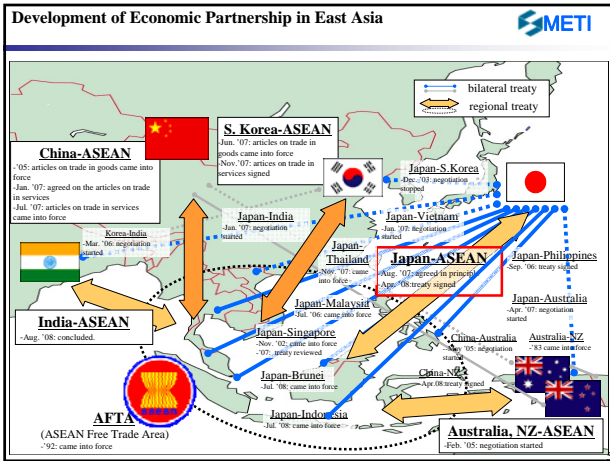 Development of Economic Partnership in East Asia
METI
bilateral treaty
regional treaty
China-ASEAN
-'05: articles on trade in goods came into
force
-Jan. '07: agreed on the articles on trade
in services
-Jul. '07: articles on trade in services
came into force
S. Korea-ASEAN
-Jun. '07: articles on trade in
goods came into force
-Nov.'07: artices on trade in
services signed
Japan-S.Korea
-Dec. '03: negotiation
stopped
Korea-India
-Mar. '06: negotiation
started
Japan-India
-Jan. '07: negotiation
started
Japan-Vietnam
-Jan. '07: negotiation
started
Japan-
Thailand
-Nov. '07: came
into force
Japan-ASEAN
-Aug. '07: agreed in principl
-Apr. '08:treaty signed
Japan-Philippines
-Sep. '06: treaty signed
Japan-Malaysia
-Jul. '06: came into force
Japan-Australia
-Apr. '07: negotiation
started
India-ASEAN
-Aug. '08: concluded.
Japan-Singapore
-Nov. '02: came into force
-'07: treaty reviewed
China-Australia
-Nov '05: negotiation
started
Australia-NZ
-'83 came into force
Japan-Brunei
-Jul. '08: came into force
China-NZ
-Apr.08:treaty signed
asean
Japan-Indonesia
-Jul. '08: came into force
AFTA
(ASEAN Free Trade Area)
-'92: came into force
Australia, NZ-ASEAN
-Feb. '05: negotiation started